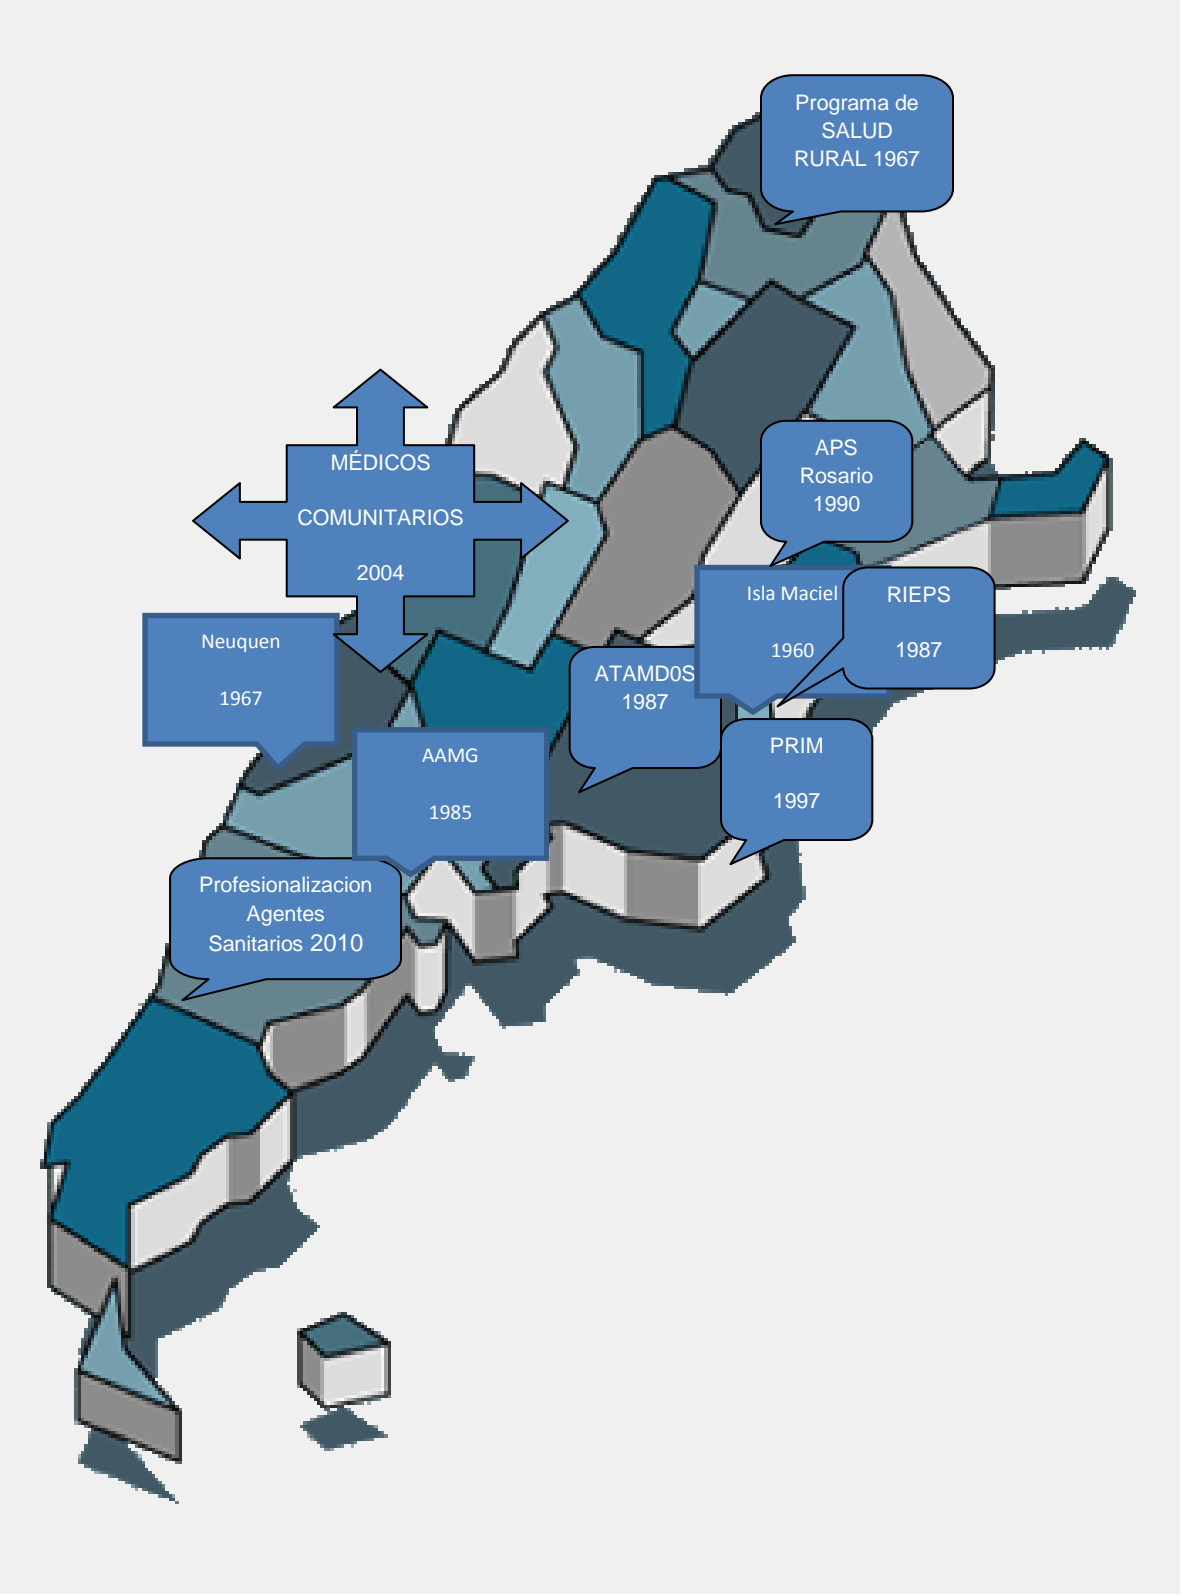 Programa de
SALUD
RURAL 1967
MÉDICOS
COMUNITARIOS
2004
APS
Rosario
1990
Isla Maciel
1960
RIEPS
1987
Neuquen
1967
ATAMD0S
1987
AAMG
1985
PRIM
1997
Profesionalizacion
Agentes
Sanitarios 2010